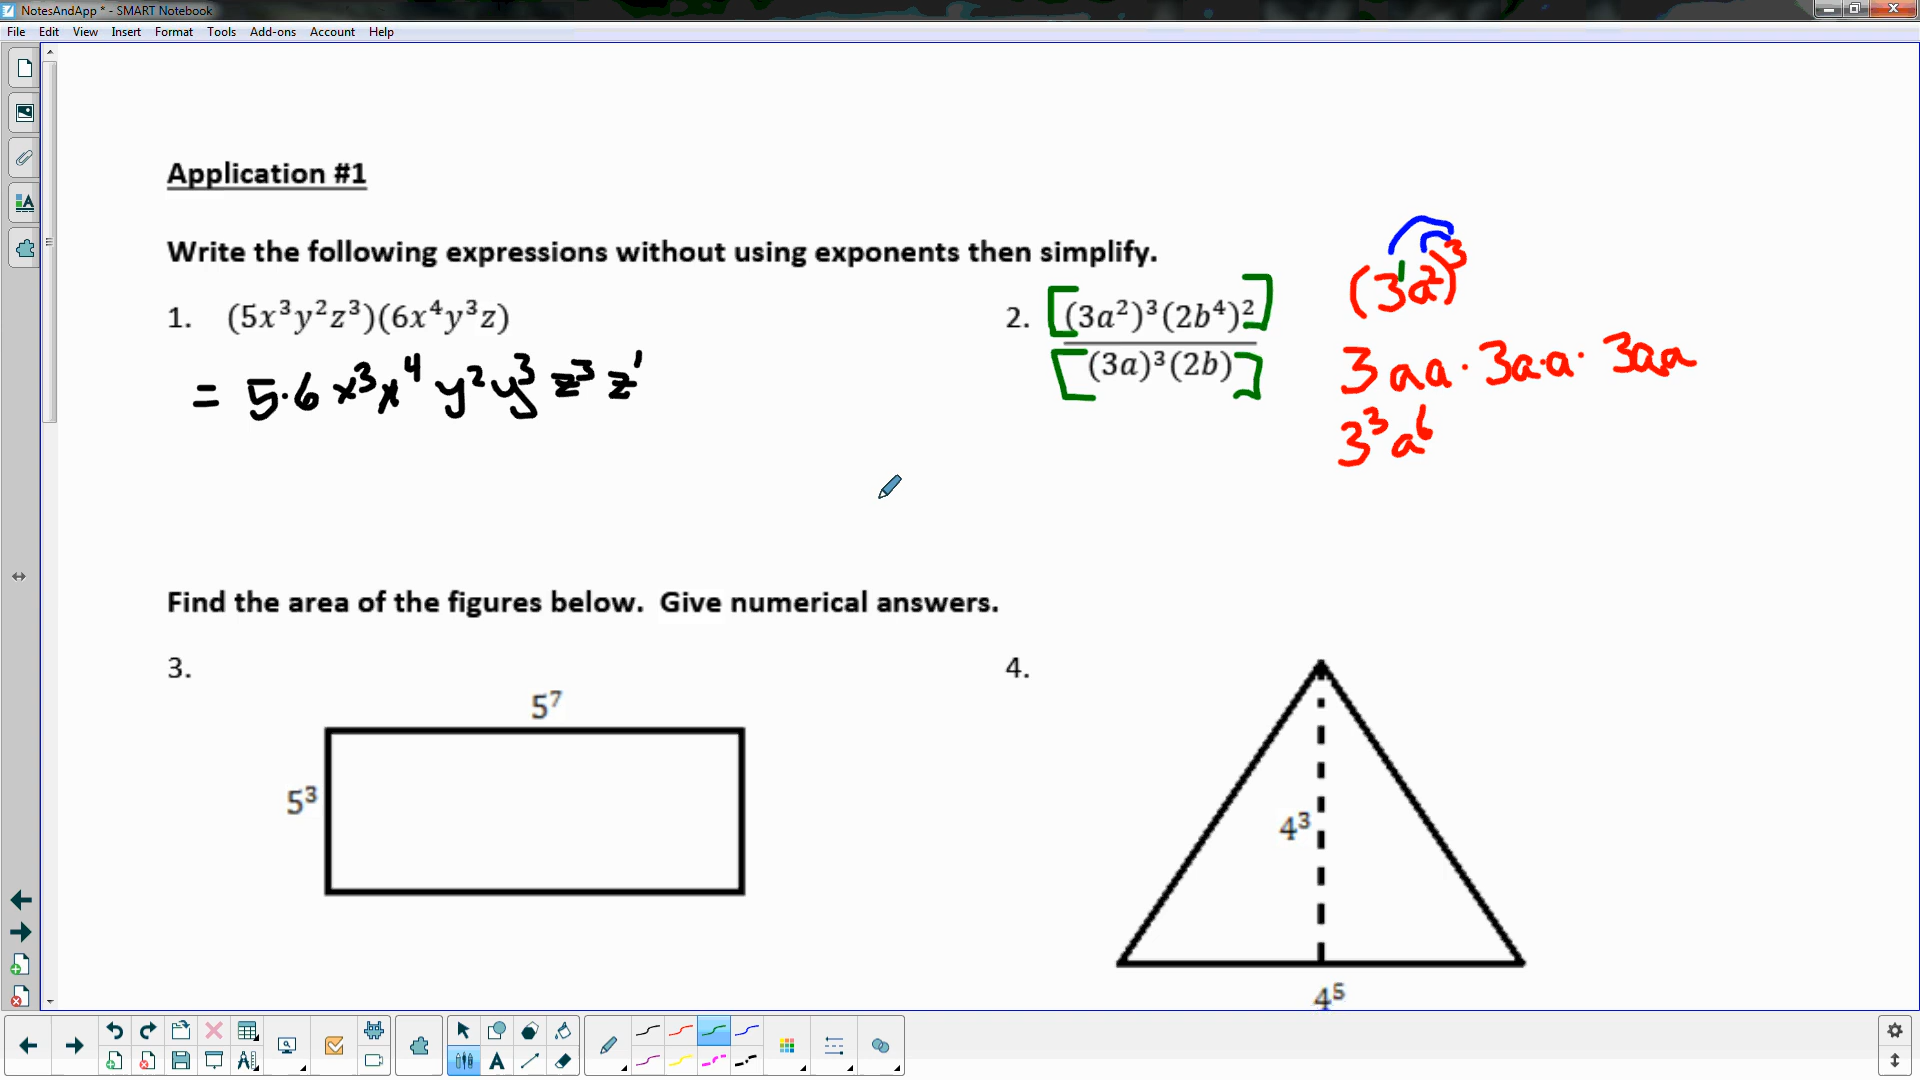 NotesAndApp * - SMART Notebook
File Edit View Insert Format Tools Add-ons Account Help
Application #1
Write the following expressions without using exponents then simplify.
1. (5x³y²z³)(6x⁴y³z)
= 5·6 x³x⁴ y²y³ z³ z¹
2. [(3a²)³(2b⁴)²]
[(3a)³(2b)]
(3¹a²)³
3aa · 3a·a· 3aa
3³a⁶
Find the area of the figures below. Give numerical answers.
3.
5⁷
5³
4.
4³
4⁵